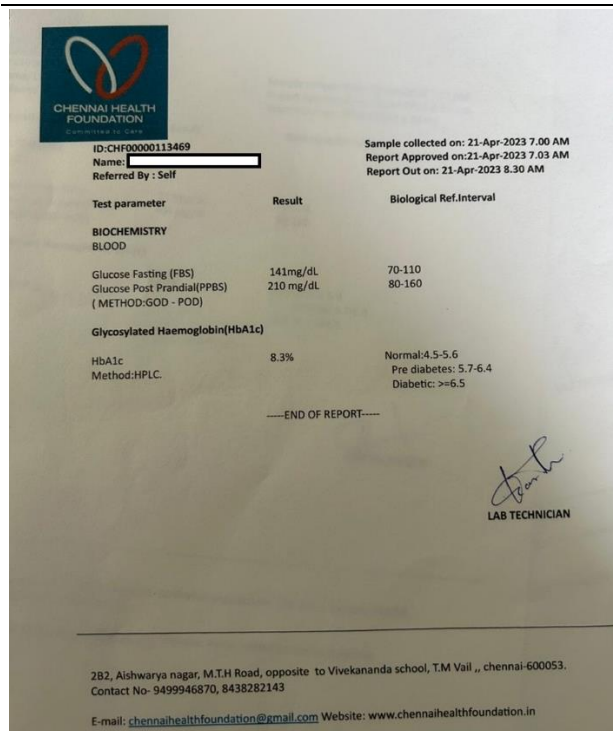 CHENNAI HEALTH
FOUNDATION
Committed to Care
ID:CHF00000113469
Name:
Referred By : Self
Sample collected on: 21-Apr-2023 7.00 AM
Report Approved on:21-Apr-2023 7.03 AM
Report Out on: 21-Apr-2023 8.30 AM
Test parameter Result Biological Ref.Interval
BIOCHEMISTRY
BLOOD
Glucose Fasting (FBS) 141mg/dL 70-110
Glucose Post Prandial(PPBS) 210 mg/dL 80-160
( METHOD:GOD - POD)
Glycosylated Haemoglobin(HbA1c)
HbA1c 8.3% Normal:4.5-5.6
Method:HPLC. Pre diabetes: 5.7-6.4
Diabetic: >=6.5
-----END OF REPORT-----
LAB TECHNICIAN
2B2, Aishwarya nagar, M.T.H Road, opposite to Vivekananda school, T.M Vail ,, chennai-600053.
Contact No- 9499946870, 8438282143
E-mail: chennaihealthfoundation@gmail.com Website: www.chennaihealthfoundation.in